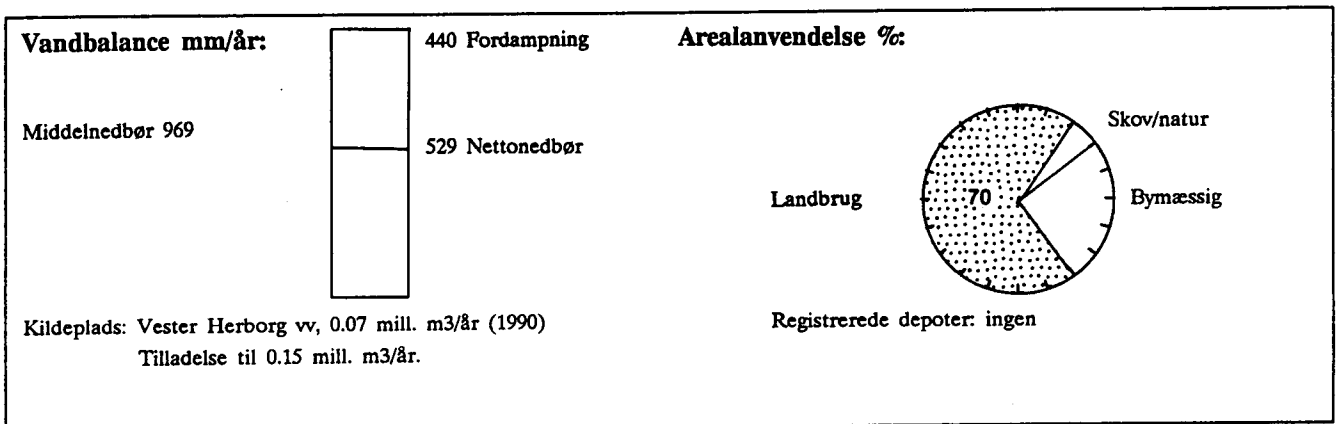 Vandbalance mm/år:
440 Fordampning
Middelnedbør 969
529 Nettonedbør
Kildeplads: Vester Herborg vv, 0.07 mill. m3/år (1990)
Tilladelse til 0.15 mill. m3/år.
Arealanvendelse %:
Skov/natur
Landbrug
70
Bymæssig
Registrerede depoter: ingen